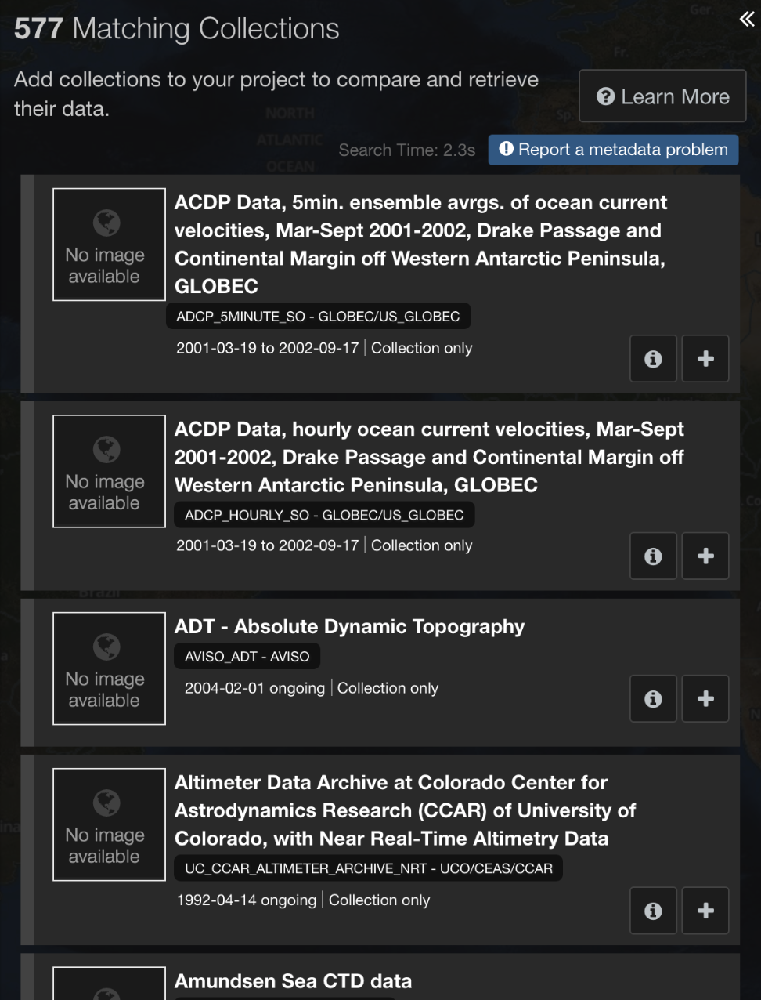 577 Matching Collections
Add collections to your project to compare and retrieve
their data.
Learn More
NORTH
ATLANTIC
OCEAN
Ger.
Fr.
Sp.
Search Time: 2.3s
Report a metadata problem
No image
available
ACDP Data, 5min. ensemble avrgs. of ocean current
velocities, Mar-Sept 2001-2002, Drake Passage and
Continental Margin off Western Antarctic Peninsula,
GLOBEC
ADCP_5MINUTE_SO - GLOBEC/US_GLOBEC
2001-03-19 to 2002-09-17 | Collection only
No image
available
ACDP Data, hourly ocean current velocities, Mar-Sept
2001-2002, Drake Passage and Continental Margin off
Western Antarctic Peninsula, GLOBEC
ADCP_HOURLY_SO - GLOBEC/US_GLOBEC
2001-03-19 to 2002-09-17 | Collection only
Brazil
No image
available
ADT - Absolute Dynamic Topography
AVISO_ADT - AVISO
2004-02-01 ongoing | Collection only
No image
available
Altimeter Data Archive at Colorado Center for
Astrodynamics Research (CCAR) of University of
Colorado, with Near Real-Time Altimetry Data
UC_CCAR_ALTIMETER_ARCHIVE_NRT - UCO/CEAS/CCAR
1992-04-14 ongoing | Collection only
Amundsen Sea CTD data